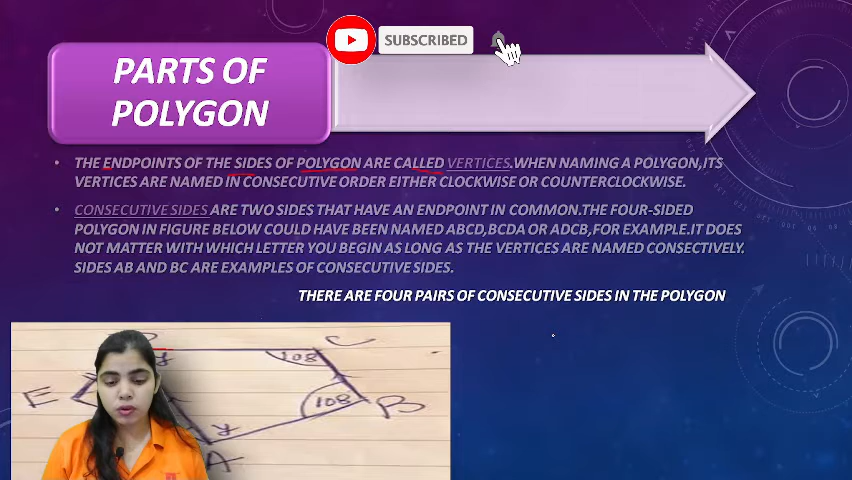 SUBSCRIBED
PARTS OF
POLYGON
• THE ENDPOINTS OF THE SIDES OF POLYGON ARE CALLED VERTICES.WHEN NAMING A POLYGON,ITS
VERTICES ARE NAMED IN CONSECUTIVE ORDER EITHER CLOCKWISE OR COUNTERCLOCKWISE.
• CONSECUTIVE SIDES ARE TWO SIDES THAT HAVE AN ENDPOINT IN COMMON.THE FOUR-SIDED
POLYGON IN FIGURE BELOW COULD HAVE BEEN NAMED ABCD,BCDA OR ADCB,FOR EXAMPLE.IT DOES
NOT MATTER WITH WHICH LETTER YOU BEGIN AS LONG AS THE VERTICES ARE NAMED CONSECTIVELY.
SIDES AB AND BC ARE EXAMPLES OF CONSECUTIVE SIDES.
THERE ARE FOUR PAIRS OF CONSECUTIVE SIDES IN THE POLYGON
C
y 108
E 108 B
y
A